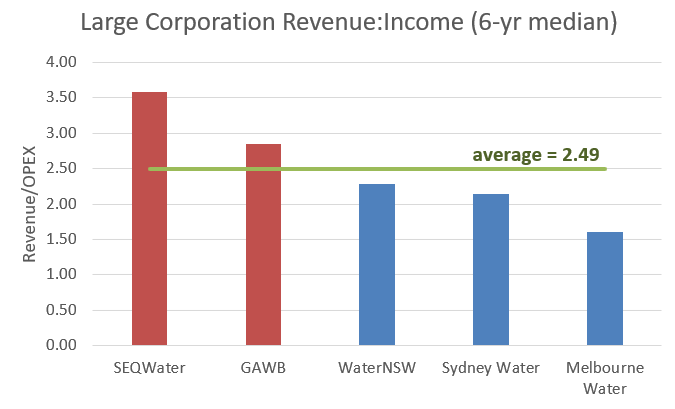 Large Corporation Revenue:Income (6-yr median)
4.00
3.50
3.00
2.50
2.00
1.50
1.00
0.50
0.00
Revenue/OPEX
average = 2.49
SEQWater
GAWB
WaterNSW
Sydney Water
Melbourne
Water